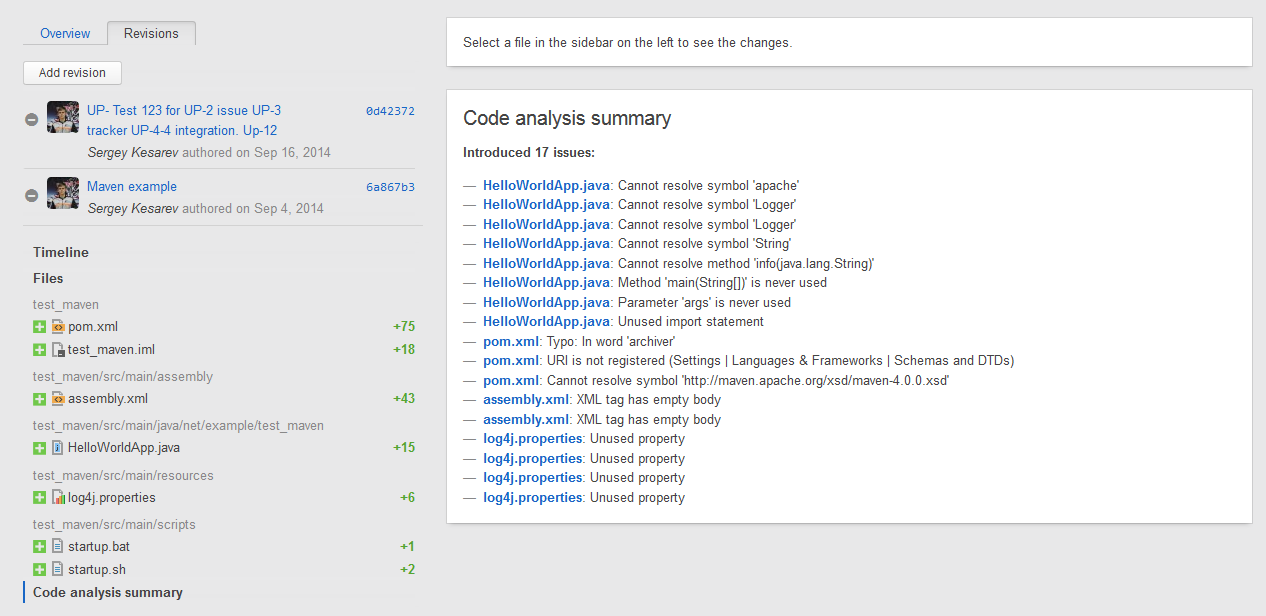 Overview Revisions
Add revision
UP- Test 123 for UP-2 issue UP-3 0d42372
tracker UP-4-4 integration. Up-12
Sergey Kesarev authored on Sep 16, 2014
Maven example 6a867b3
Sergey Kesarev authored on Sep 4, 2014
Timeline
Files
test_maven
pom.xml +75
test_maven.iml +18
test_maven/src/main/assembly
assembly.xml +43
test_maven/src/main/java/net/example/test_maven
HelloWorldApp.java +15
test_maven/src/main/resources
log4j.properties +6
test_maven/src/main/scripts
startup.bat +1
startup.sh +2
Code analysis summary
Select a file in the sidebar on the left to see the changes.
Code analysis summary
Introduced 17 issues:
— HelloWorldApp.java: Cannot resolve symbol 'apache'
— HelloWorldApp.java: Cannot resolve symbol 'Logger'
— HelloWorldApp.java: Cannot resolve symbol 'Logger'
— HelloWorldApp.java: Cannot resolve symbol 'String'
— HelloWorldApp.java: Cannot resolve method 'info(java.lang.String)'
— HelloWorldApp.java: Method 'main(String[])' is never used
— HelloWorldApp.java: Parameter 'args' is never used
— HelloWorldApp.java: Unused import statement
— pom.xml: Typo: In word 'archiver'
— pom.xml: URI is not registered (Settings | Languages & Frameworks | Schemas and DTDs)
— pom.xml: Cannot resolve symbol 'http://maven.apache.org/xsd/maven-4.0.0.xsd'
— assembly.xml: XML tag has empty body
— assembly.xml: XML tag has empty body
— log4j.properties: Unused property
— log4j.properties: Unused property
— log4j.properties: Unused property
— log4j.properties: Unused property